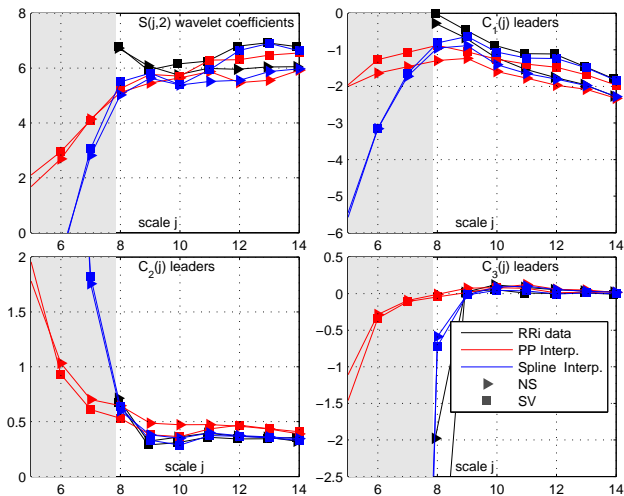 S(j,2) wavelet coefficients
8
6
4
2
0
scale j
6 8 10 12 14
C1(j) leaders
0
−1
−2
−3
−4
−5
−6
scale j
6 8 10 12 14
C2(j) leaders
2
1.5
1
0.5
0
scale j
6 8 10 12 14
C3(j) leaders
0.5
0
−0.5
−1
−1.5
−2
−2.5
RRi data
PP Interp.
Spline Interp.
NS
SV
scale j
6 8 10 12 14